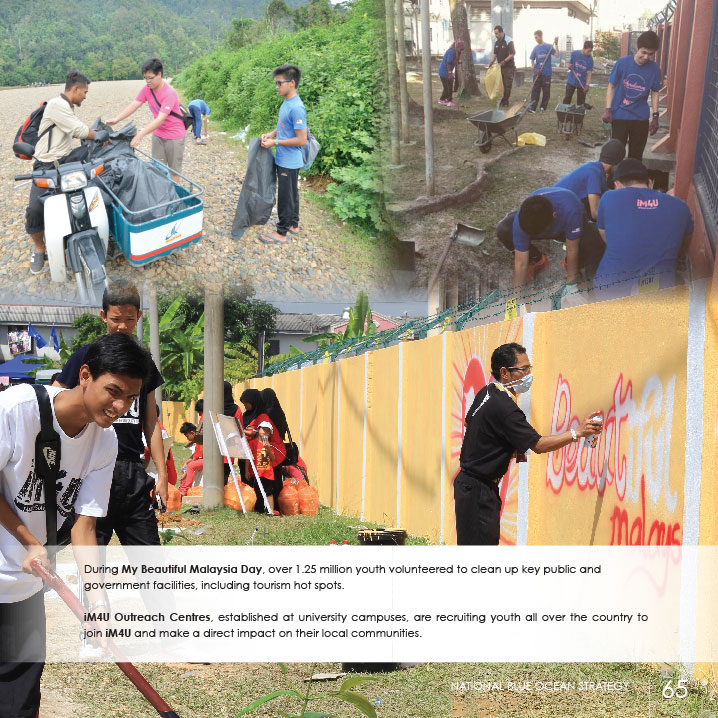 iM4U
Beautiful
malaysia
During My Beautiful Malaysia Day, over 1.25 million youth volunteered to clean up key public and
government facilities, including tourism hot spots.
iM4U Outreach Centres, established at university campuses, are recruiting youth all over the country to
join iM4U and make a direct impact on their local communities.
NATIONAL BLUE OCEAN STRATEGY 65